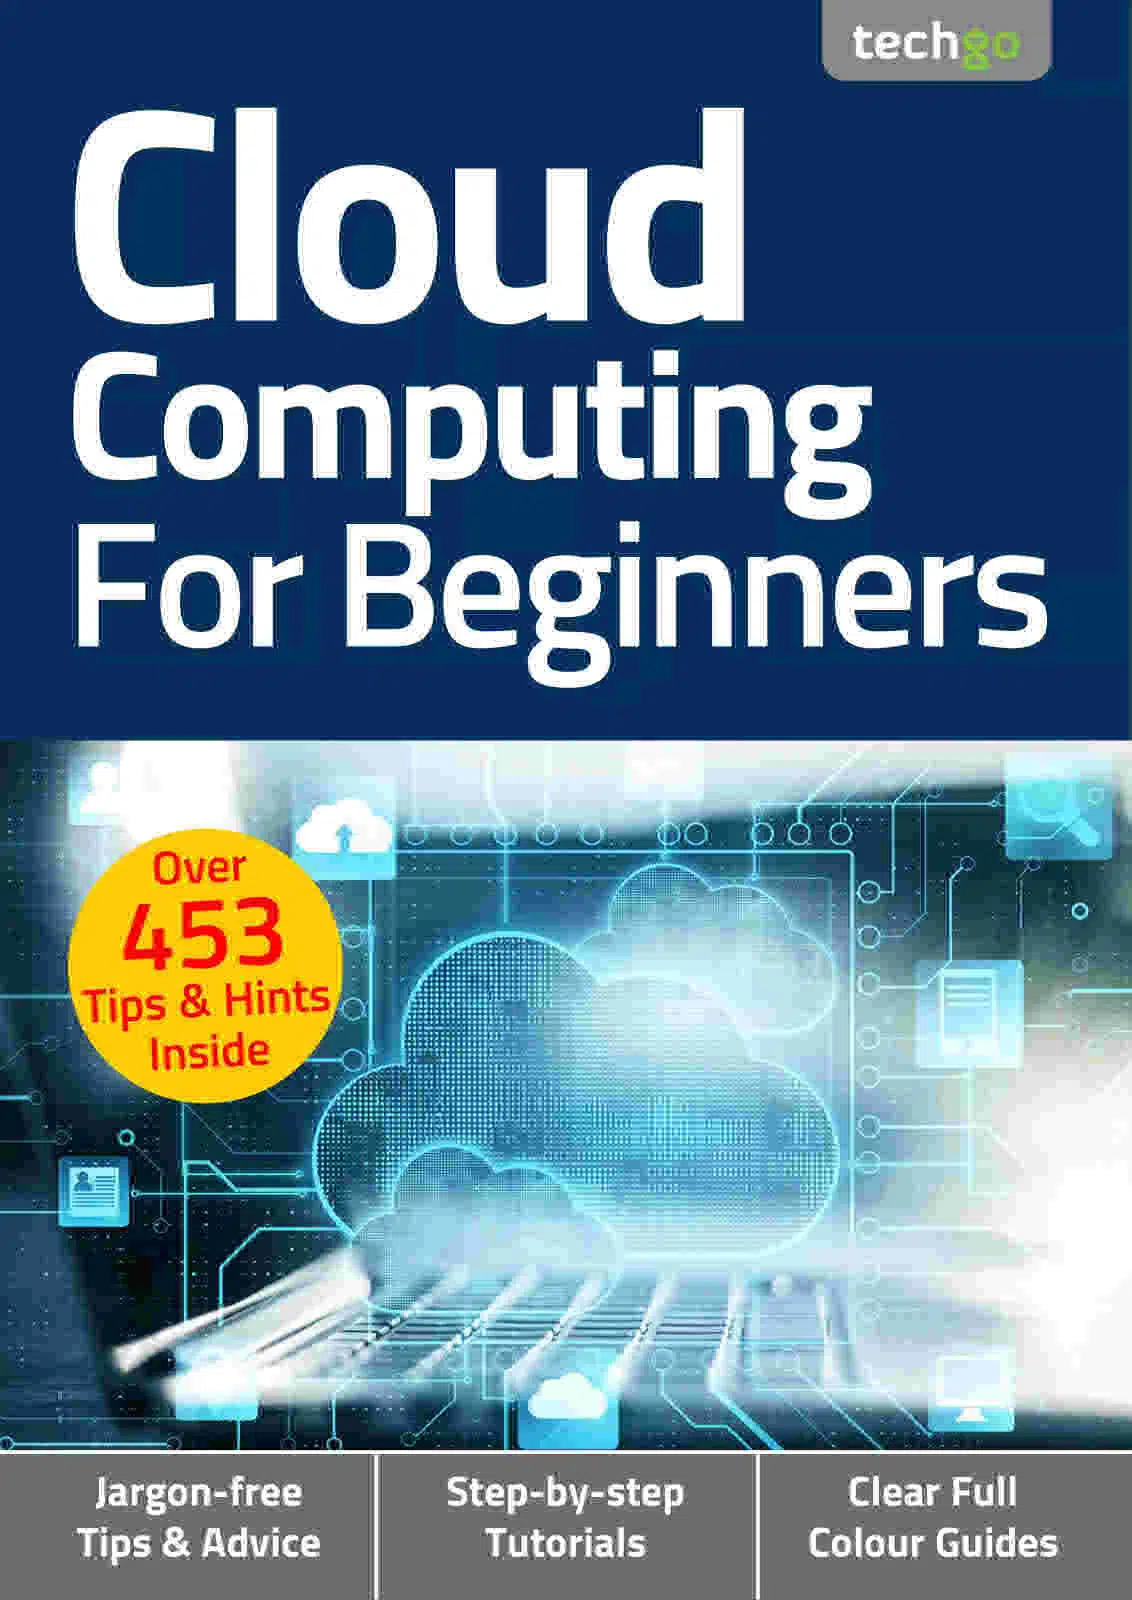 techgo
Cloud
Computing
For Beginners
Over
453
Tips & Hints
Inside
Jargon-free
Tips & Advice
Step-by-step
Tutorials
Clear Full
Colour Guides